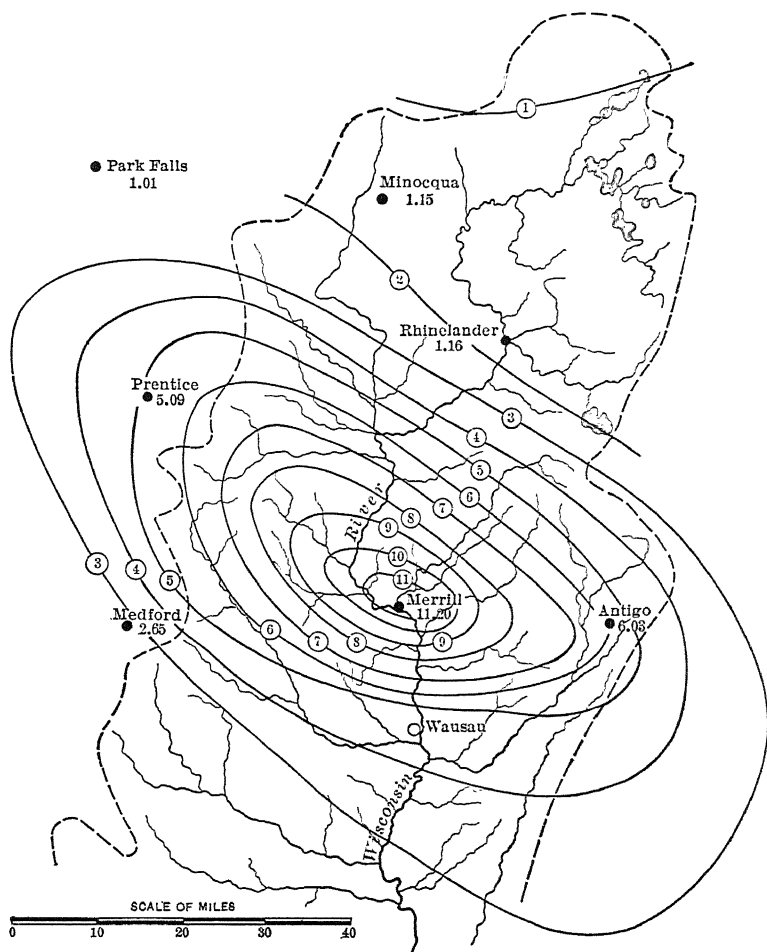 1
Park Falls
1.01
Minocqua
1.15
2
Rhinelander
1.16
Prentice
5.09
3
4
5
6
7
8
9
River
10
11
3
4
5
Merrill
11.20
Medford
2.65
Antigo
6.03
6
7
8
9
Wausau
Wisconsin
SCALE OF MILES
0 10 20 30 40